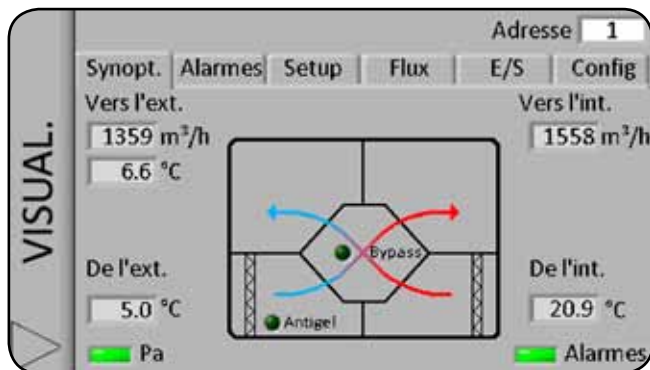 Adresse 1
VISUAL.
Synopt. Alarmes Setup Flux E/S Config
Vers l'ext. Vers l'int.
1359 m³/h 1558 m³/h
6.6 °C
Bypass
De l'ext. De l'int.
5.0 °C 20.9 °C
Antigel
Pa Alarmes